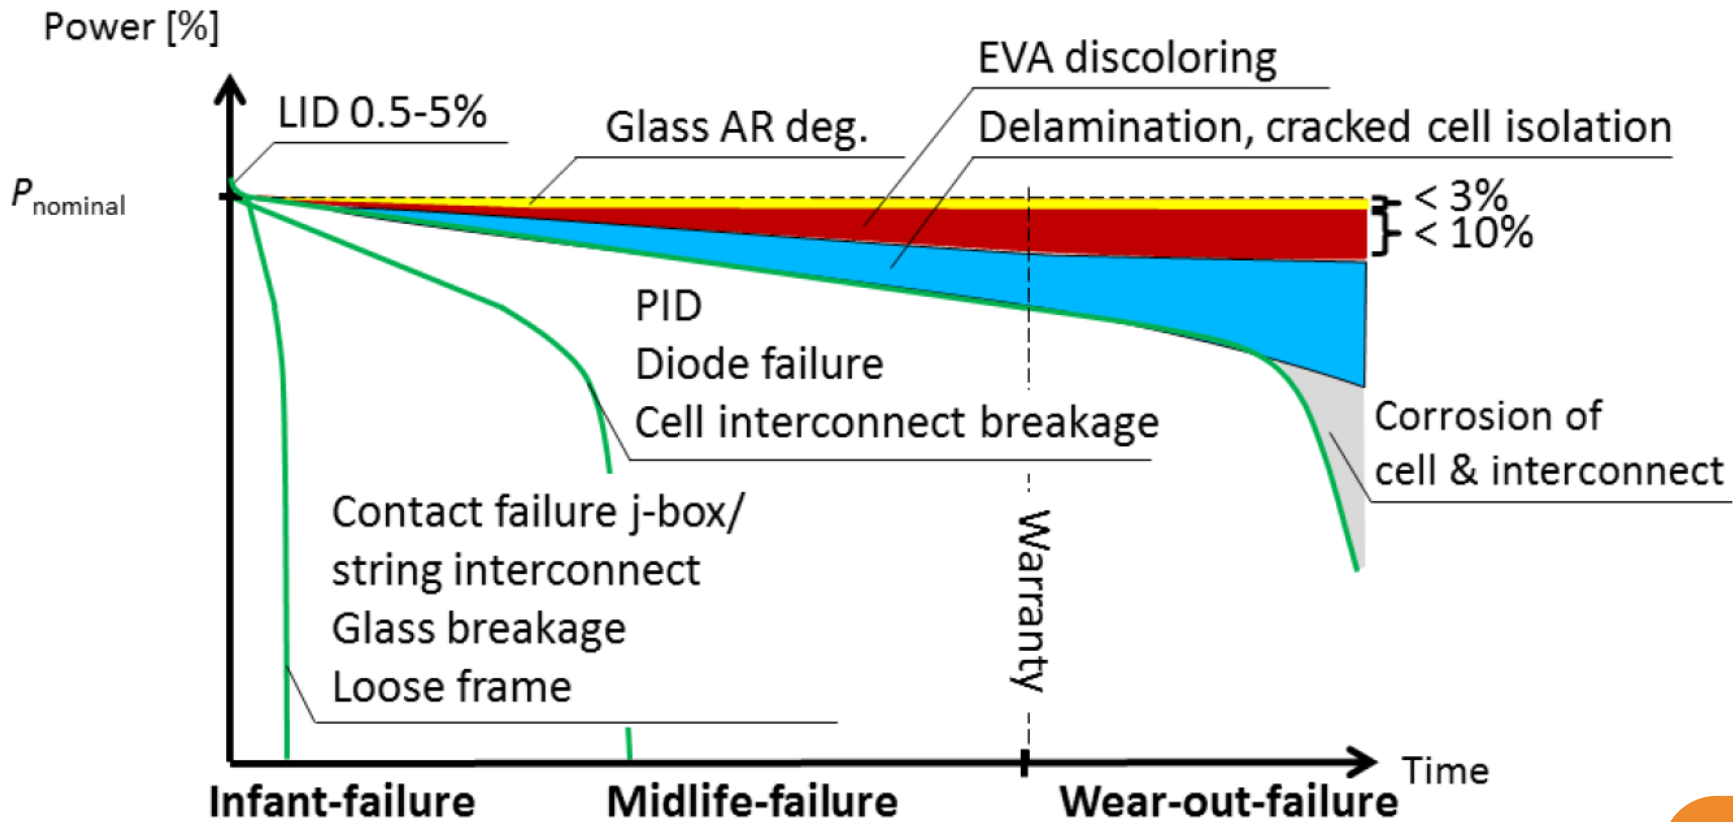 Power [%]
EVA discoloring
LID 0.5-5%
Glass AR deg.
Delamination, cracked cell isolation
P nominal
< 3%
< 10%
PID
Diode failure
Cell interconnect breakage
Corrosion of
cell & interconnect
Contact failure j-box/
string interconnect
Glass breakage
Loose frame
Warranty
Time
Infant-failure
Midlife-failure
Wear-out-failure